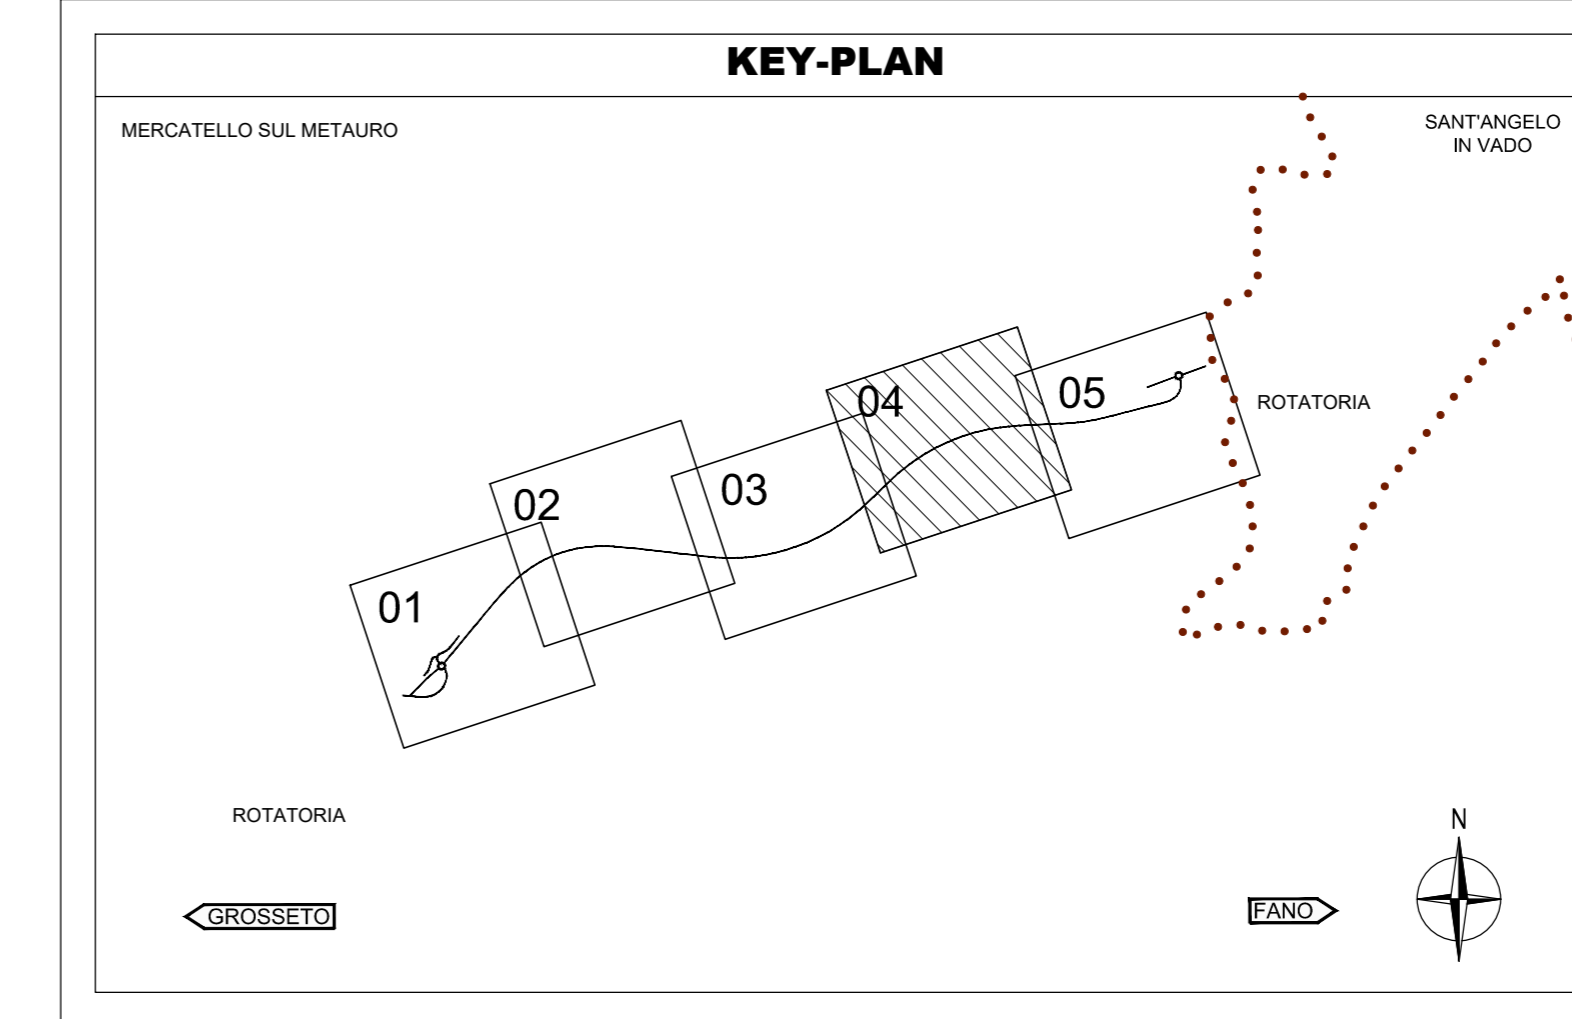 KEY-PLAN
MERCATELLO SUL METAURO
SANT'ANGELO
IN VADO
04
05
ROTATORIA
03
02
01
ROTATORIA
N
GROSSETO
FANO